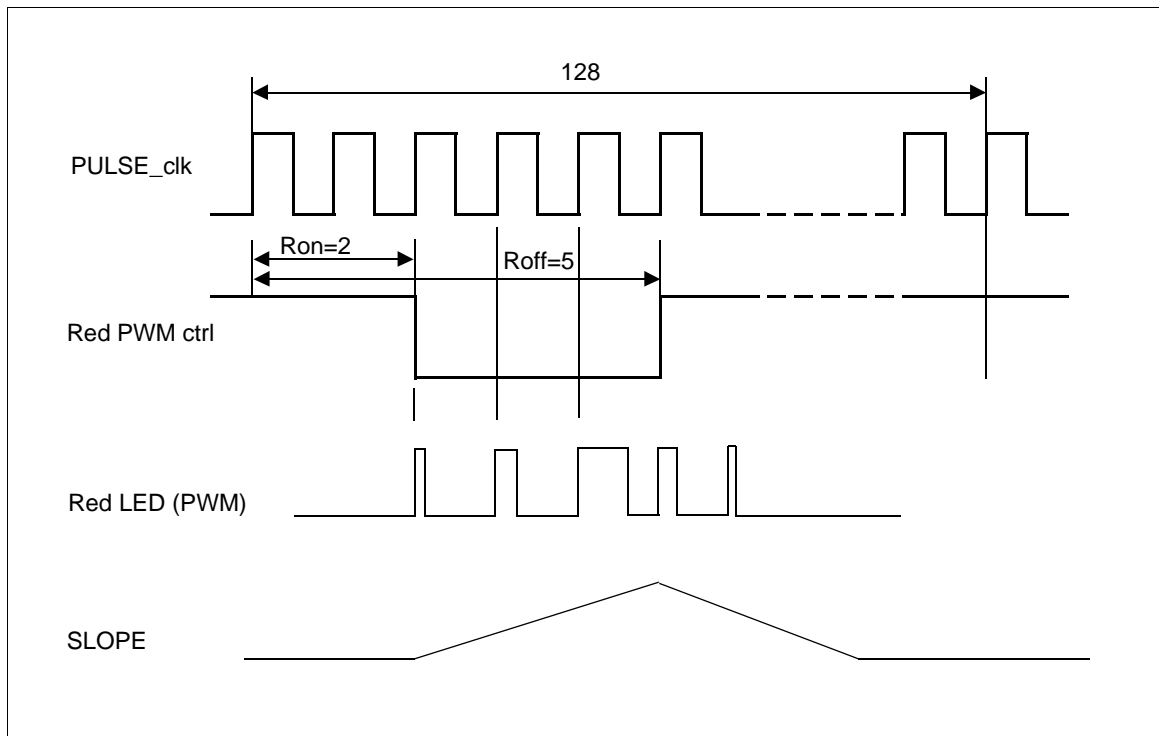 128
PULSE_clk
Ron=2
Roff=5
Red PWM ctrl
Red LED (PWM)
SLOPE